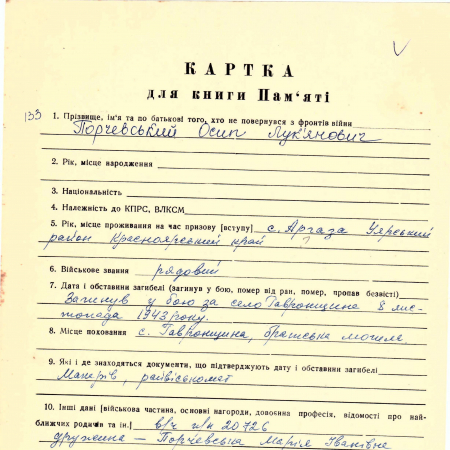 КАРТКА
для книги Пам'яті
133
1. Прізвище, ім'я та по батькові того, хто не повернувся з фронтів війни
Порчевський Осип Лук'янович
2. Рік, місце народження
3. Національність
4. Належність до КПРС, ВЛКСМ
5. Рік, місце проживання на час призову [вступу] с. Аргаза Уярський
район Красноярський край
6. Військове звання рядовий
7. Дата і обставини загибелі (загинув у бою, помер від ран, помер, пропав безвісті)
Загинув у бою за село Гавронщина 8 лис-
топада 1943 року.
8. Місце поховання с. Гавронщина, братська могила
9. Які і де знаходяться документи, що підтверджують дату і обставини загибелі
Макарів, райвійськомат
10. Інші дані [військова частина, основні нагороди, довоєнна професія, відомості про най-
ближчих родичів та ін.] в/ч п/п 20726
дружина — Порчевська Марія Іванівна